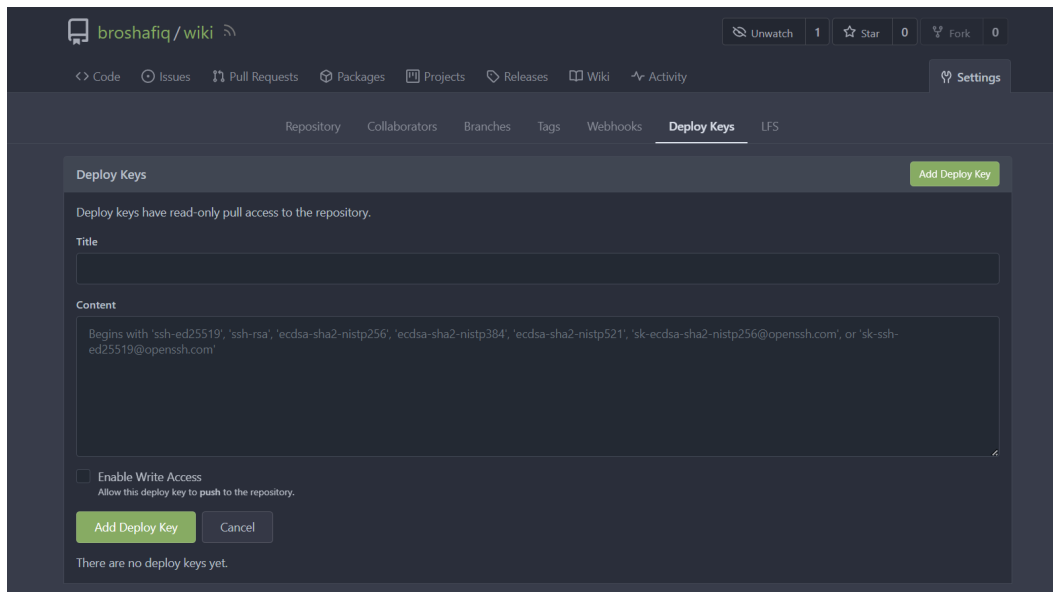 broshafiq / wiki
Unwatch 1 Star 0 Fork 0
Code Issues Pull Requests Packages Projects Releases Wiki Activity Settings
Repository Collaborators Branches Tags Webhooks Deploy Keys LFS
Deploy Keys Add Deploy Key
Deploy keys have read-only pull access to the repository.
Title
Content
Begins with 'ssh-ed25519', 'ssh-rsa', 'ecdsa-sha2-nistp256', 'ecdsa-sha2-nistp384', 'ecdsa-sha2-nistp521', 'sk-ecdsa-sha2-nistp256@openssh.com', or 'sk-ssh-
ed25519@openssh.com'
Enable Write Access
Allow this deploy key to push to the repository.
Add Deploy Key Cancel
There are no deploy keys yet.